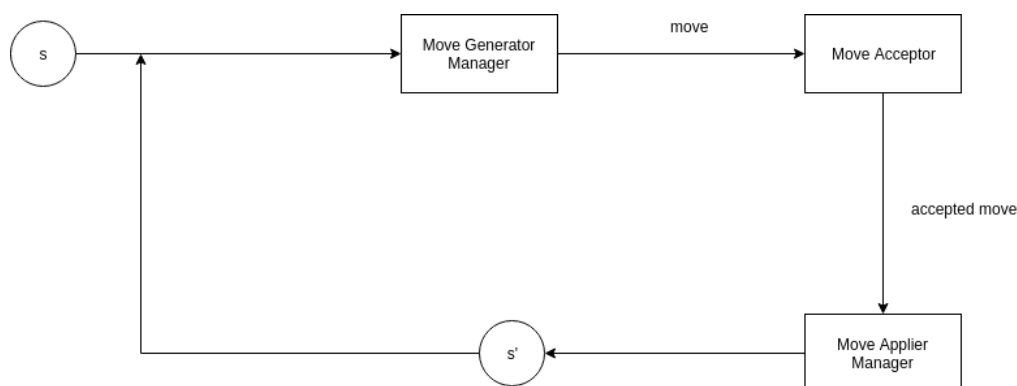 s
Move Generator
Manager
move
Move Acceptor
accepted move
Move Applier
Manager
s'